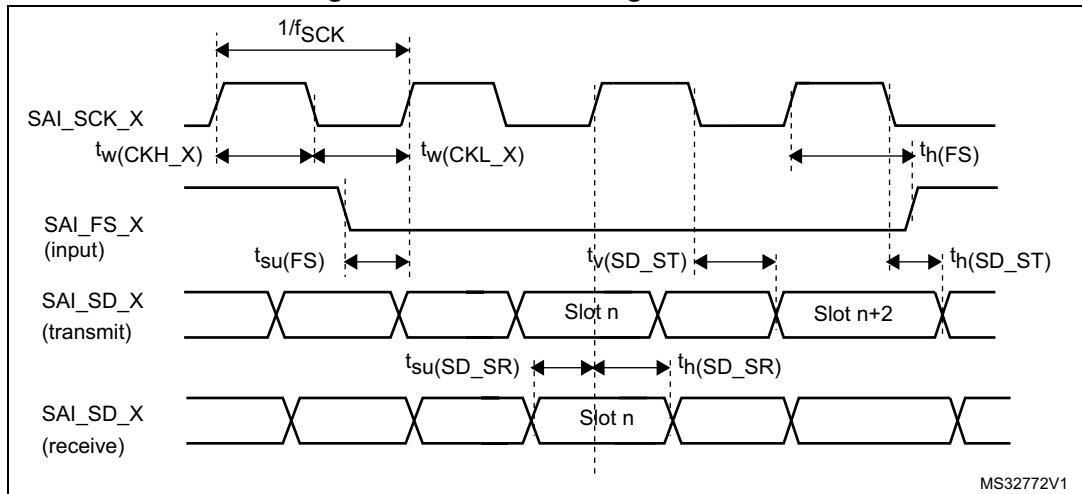 1/fSCK
SAI_SCK_X
tw(CKH_X)
tw(CKL_X)
th(FS)
SAI_FS_X
(input)
tsu(FS)
tv(SD_ST)
th(SD_ST)
SAI_SD_X
(transmit)
Slot n
Slot n+2
tsu(SD_SR)
th(SD_SR)
SAI_SD_X
(receive)
Slot n
MS32772V1